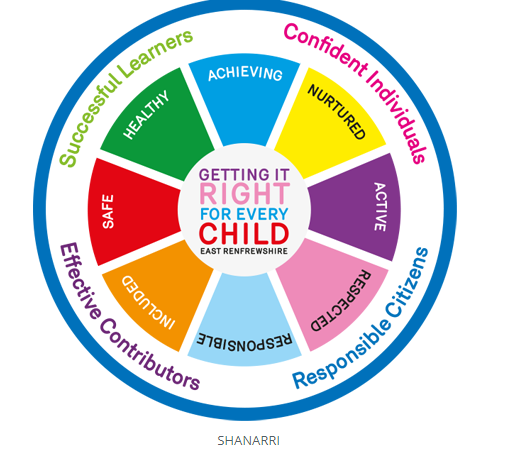 Successful Learners
Confident Individuals
ACHIEVING
HEALTHY
NURTURED
GETTING IT
RIGHT
FOR EVERY
CHILD
EAST RENFREWSHIRE
SAFE
ACTIVE
INCLUDED
RESPECTED
RESPONSIBLE
Effective Contributors
Responsible Citizens
SHANARRI